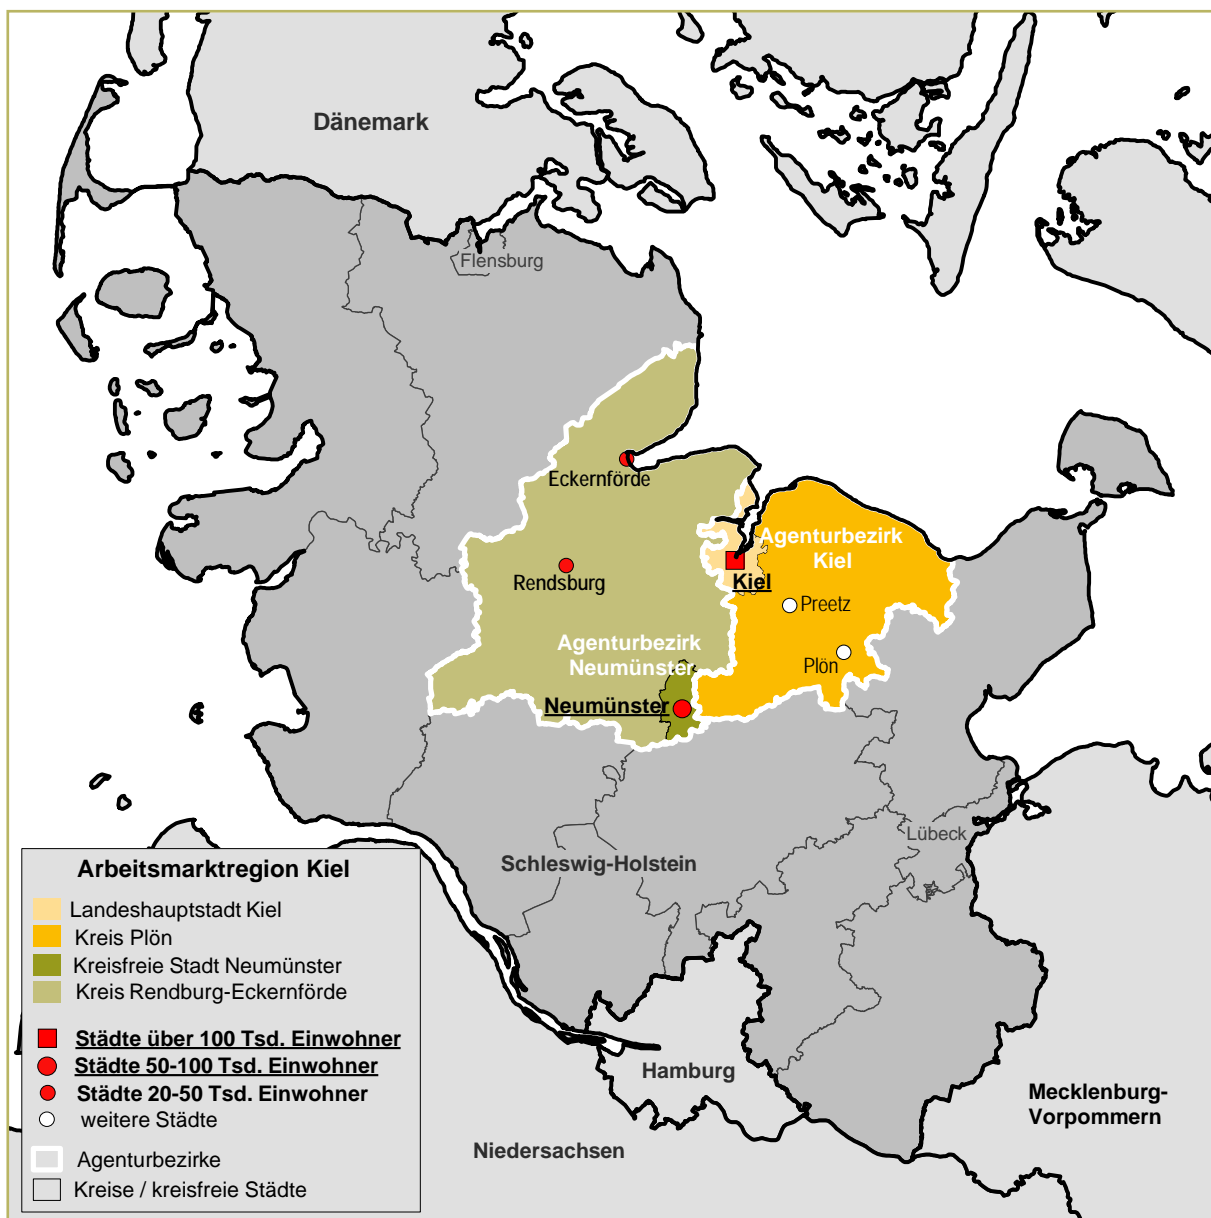 Dänemark
Flensburg
Eckernförde
Agenturbezirk
Kiel
Kiel
Rendsburg
Preetz
Agenturbezirk
Neumünster
Plön
Neumünster
Lübeck
Schleswig-Holstein
Hamburg
Mecklenburg-
Vorpommern
Niedersachsen
Arbeitsmarktregion Kiel
Landeshauptstadt Kiel
Kreis Plön
Kreisfreie Stadt Neumünster
Kreis Rendburg-Eckernförde
Städte über 100 Tsd. Einwohner
Städte 50-100 Tsd. Einwohner
Städte 20-50 Tsd. Einwohner
weitere Städte
Agenturbezirke
Kreise / kreisfreie Städte